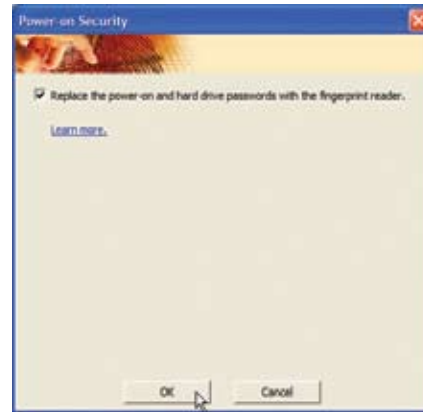 Power-on Security
Replace the power-on and hard drive passwords with the fingerprint reader.
Learn more.
OK
Cancel